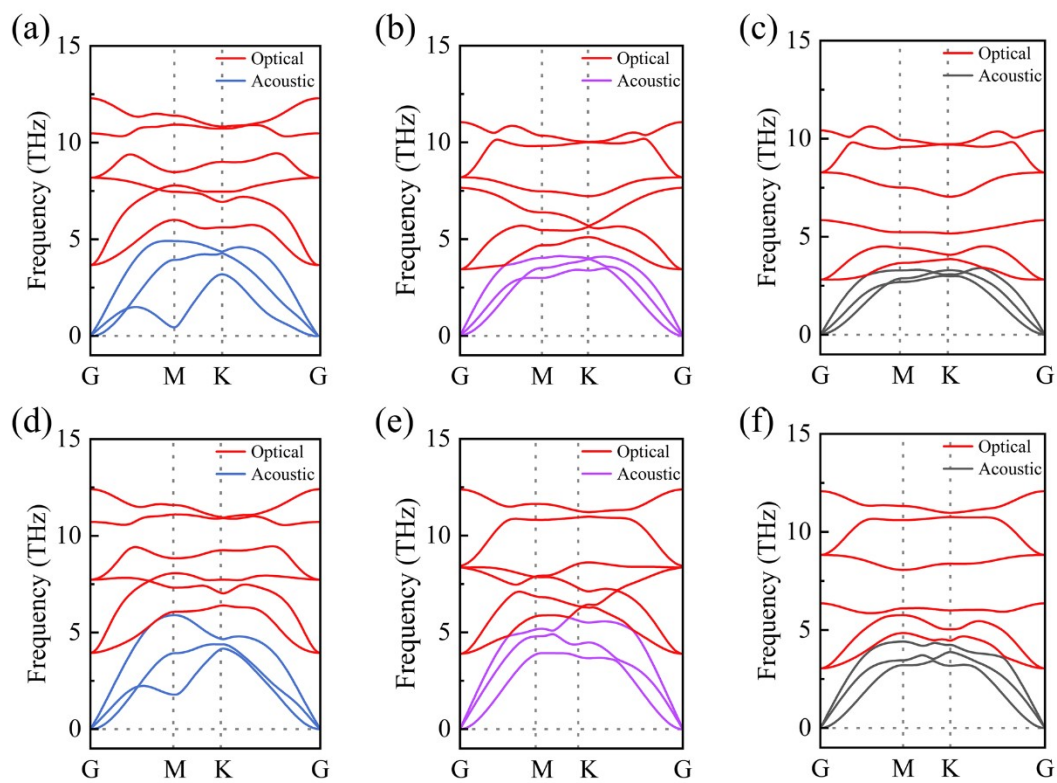 (a)
15
10
5
0
Frequency (THz)
Optical
Acoustic
G M K G
(b)
15
10
5
0
Frequency (THz)
Optical
Acoustic
G M K G
(c)
15
10
5
0
Frequency (THz)
Optical
Acoustic
G M K G
(d)
15
10
5
0
Frequency (THz)
Optical
Acoustic
G M K G
(e)
15
10
5
0
Frequency (THz)
Optical
Acoustic
G M K G
(f)
15
10
5
0
Frequency (THz)
Optical
Acoustic
G M K G